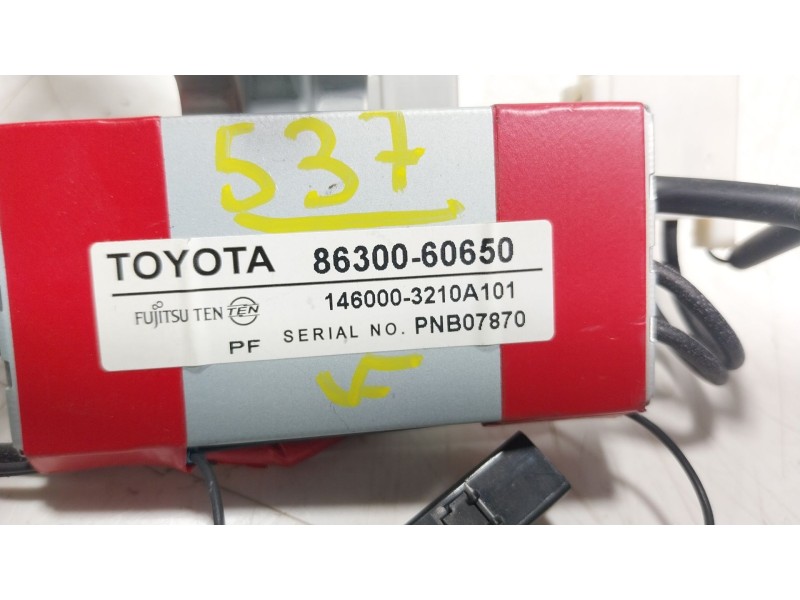 537
TOYOTA 86300-60650
146000-3210A101
FUJITSU TEN TEN
PF SERIAL NO. PNB07870